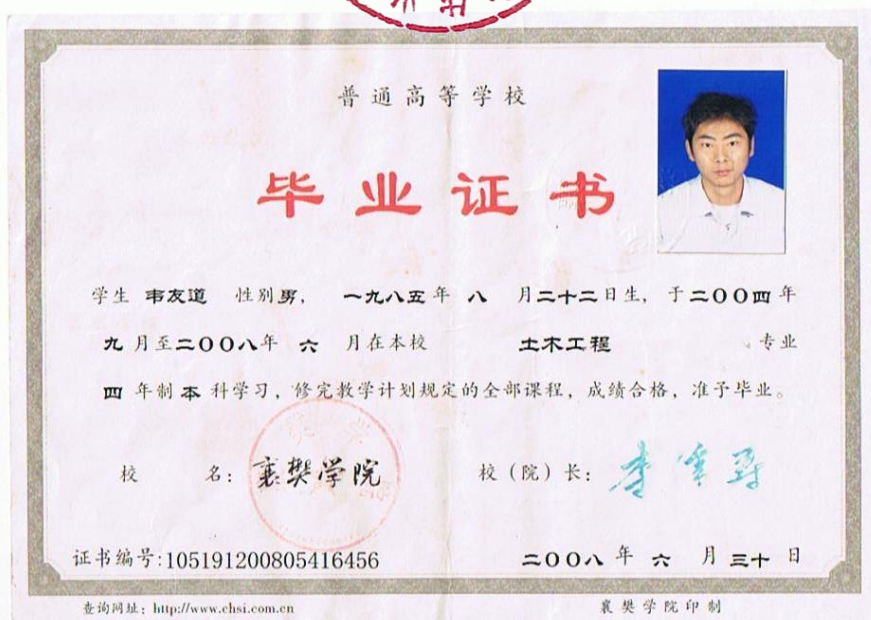 普通高等学校
毕业证书
学生 韦友道 性别男, 一九八五年 八 月二十二日生, 于二〇〇四年
九 月至二〇〇八年 六 月在本校 土木工程 专业
四 年制 本 科学习, 修完教学计划规定的全部课程, 成绩合格, 准予毕业。
校 名: 襄樊学院 校(院)长:
证书编号:105191200805416456 二〇〇八 年 六 月 三十 日
查询网址: http://www.chsi.com.cn 襄樊学院印制